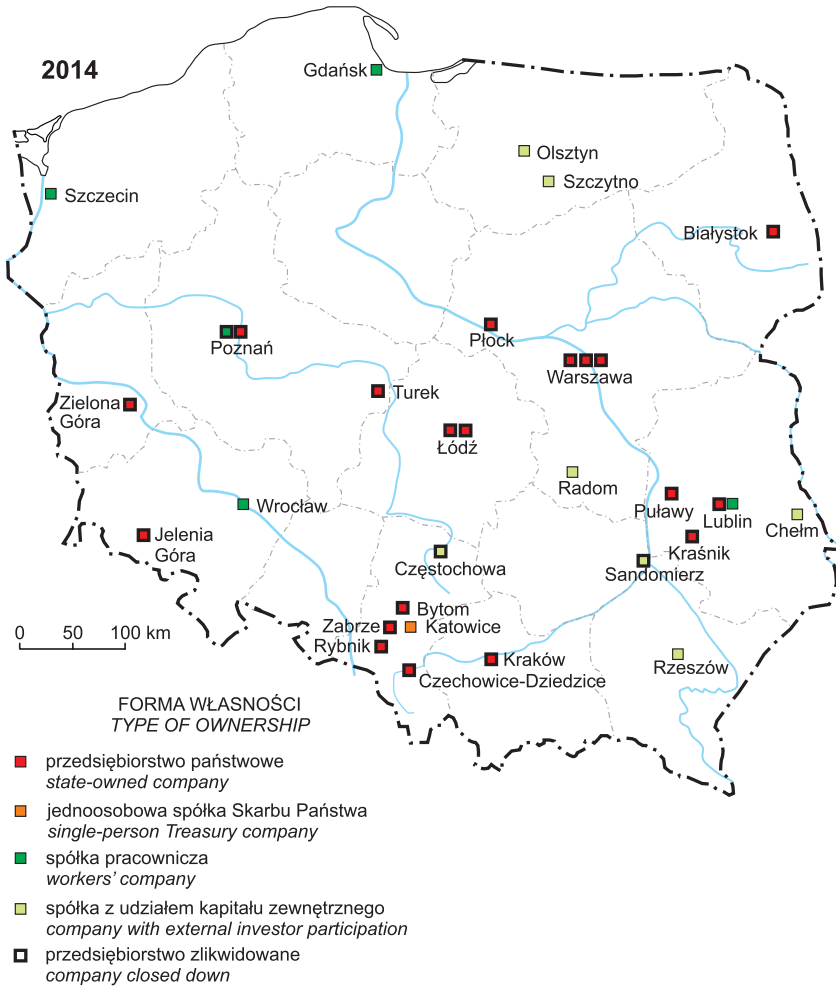 2014
Gdańsk
Olsztyn
Szczytno
Szczecin
Białystok
Poznań
Płock
Warszawa
Turek
Zielona
Góra
Łódź
Radom
Wrocław
Puławy
Lublin
Chełm
Jelenia
Góra
Kraśnik
Częstochowa
Sandomierz
Bytom
Zabrze
Katowice
Rybnik
Kraków
Rzeszów
Czechowice-Dziedzice
0 50 100 km
FORMA WŁASNOŚCI
TYPE OF OWNERSHIP
przedsiębiorstwo państwowe
state-owned company
jednoosobowa spółka Skarbu Państwa
single-person Treasury company
spółka pracownicza
workers' company
spółka z udziałem kapitału zewnętrznego
company with external investor participation
przedsiębiorstwo zlikwidowane
company closed down